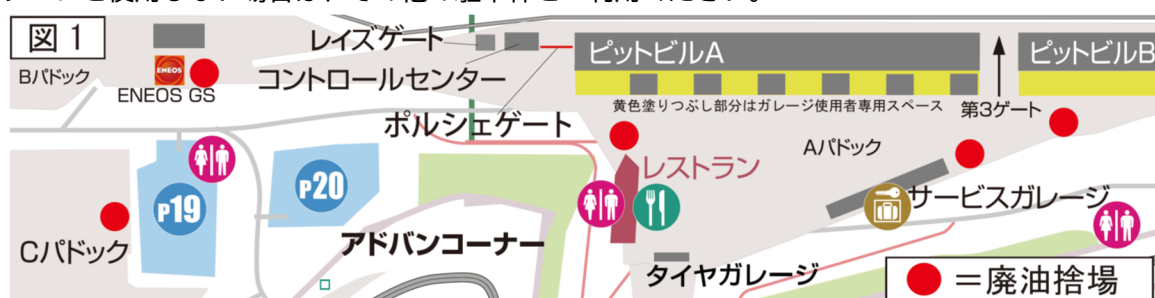 図 1
Bパドック
ENEOS
ENEOS GS
レイズゲート
コントロールセンター
ポルシェゲート
ピットビルA
黄色塗りつぶし部分はガレージ使用者専用スペース
第3ゲート
ピットビルB
Aパドック
レストラン
P19
P20
Cパドック
アドバンコーナー
サービスガレージ
タイヤガレージ
＝廃油捨場